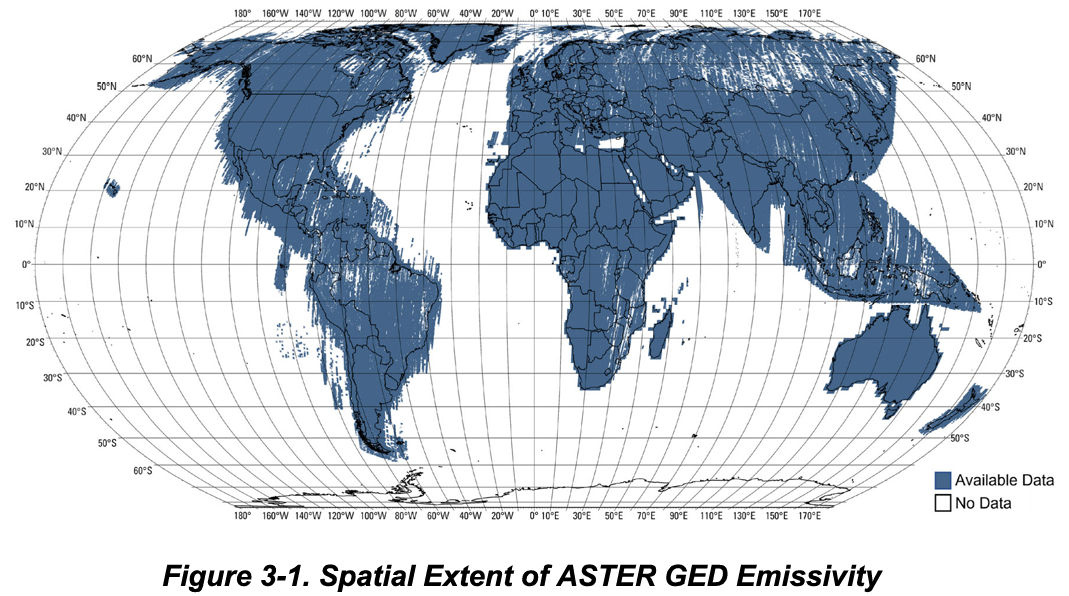 180° 160°W 140°W 120°W 100°W 80°W 60°W 40°W 20°W 0° 10°E 30°E 50°E 70°E 90°E 110°E 130°E 150°E 170°E
60°N 60°N
50°N 50°N
40°N 40°N
30°N 30°N
20°N 20°N
10°N 10°N
0° 0°
10°S 10°S
20°S 20°S
30°S 30°S
40°S 40°S
50°S 50°S
60°S
Available Data
No Data
180° 160°W 140°W 120°W 100°W 80°W 60°W 40°W 20°W 0° 10°E 30°E 50°E 70°E 90°E 110°E 130°E 150°E 170°E
Figure 3-1. Spatial Extent of ASTER GED Emissivity